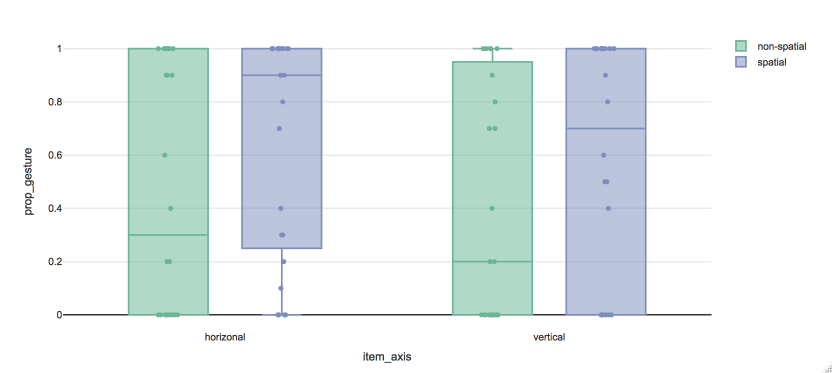 1
0.8
0.6
0.4
0.2
0
prop_gesture
horizonal
vertical
item_axis
non-spatial
spatial